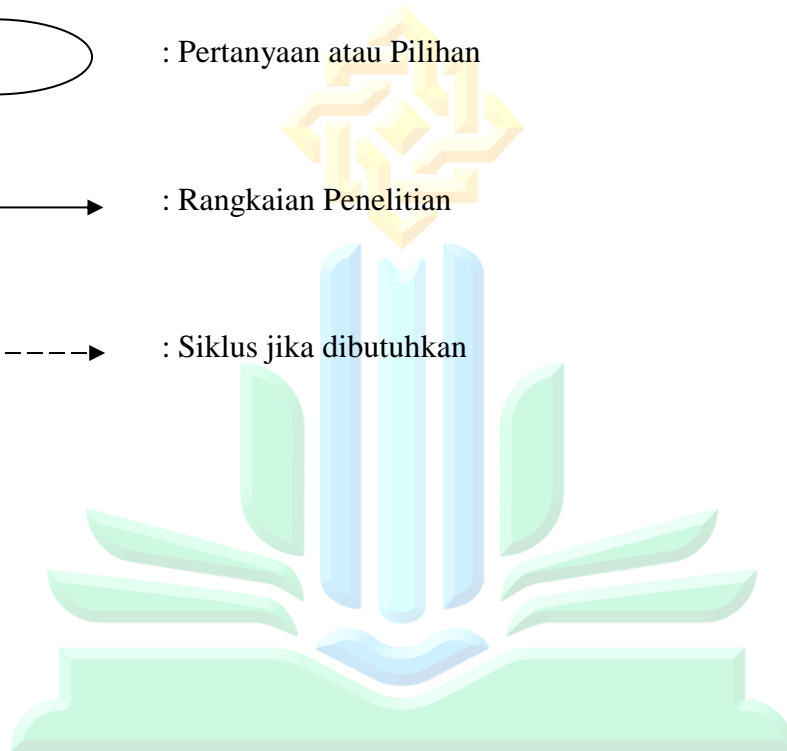 : Pertanyaan atau Pilihan
: Rangkaian Penelitian
: Siklus jika dibutuhkan